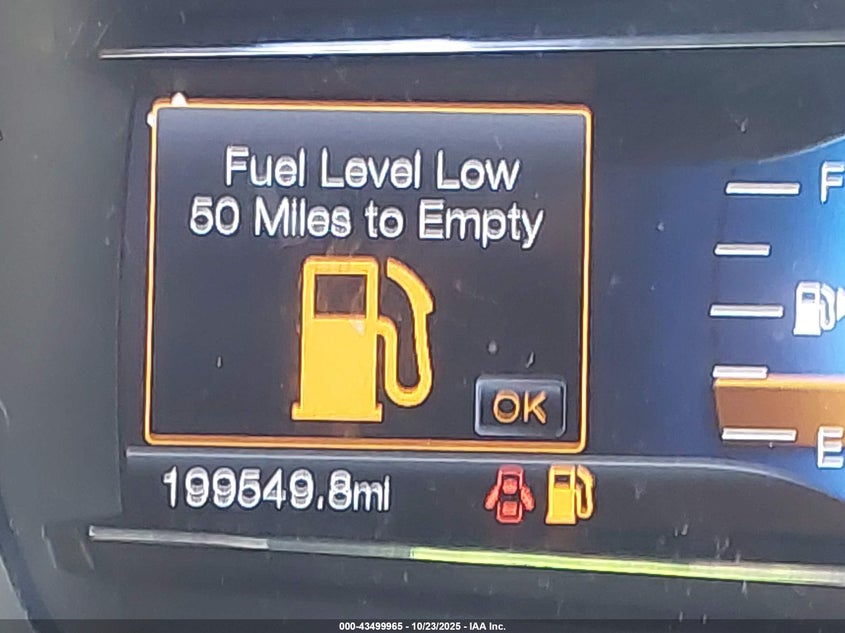 Fuel Level Low
50 Miles to Empty
OK
F
E
199549.8mi
000-43499965 - 10/23/2025 - IAA Inc.